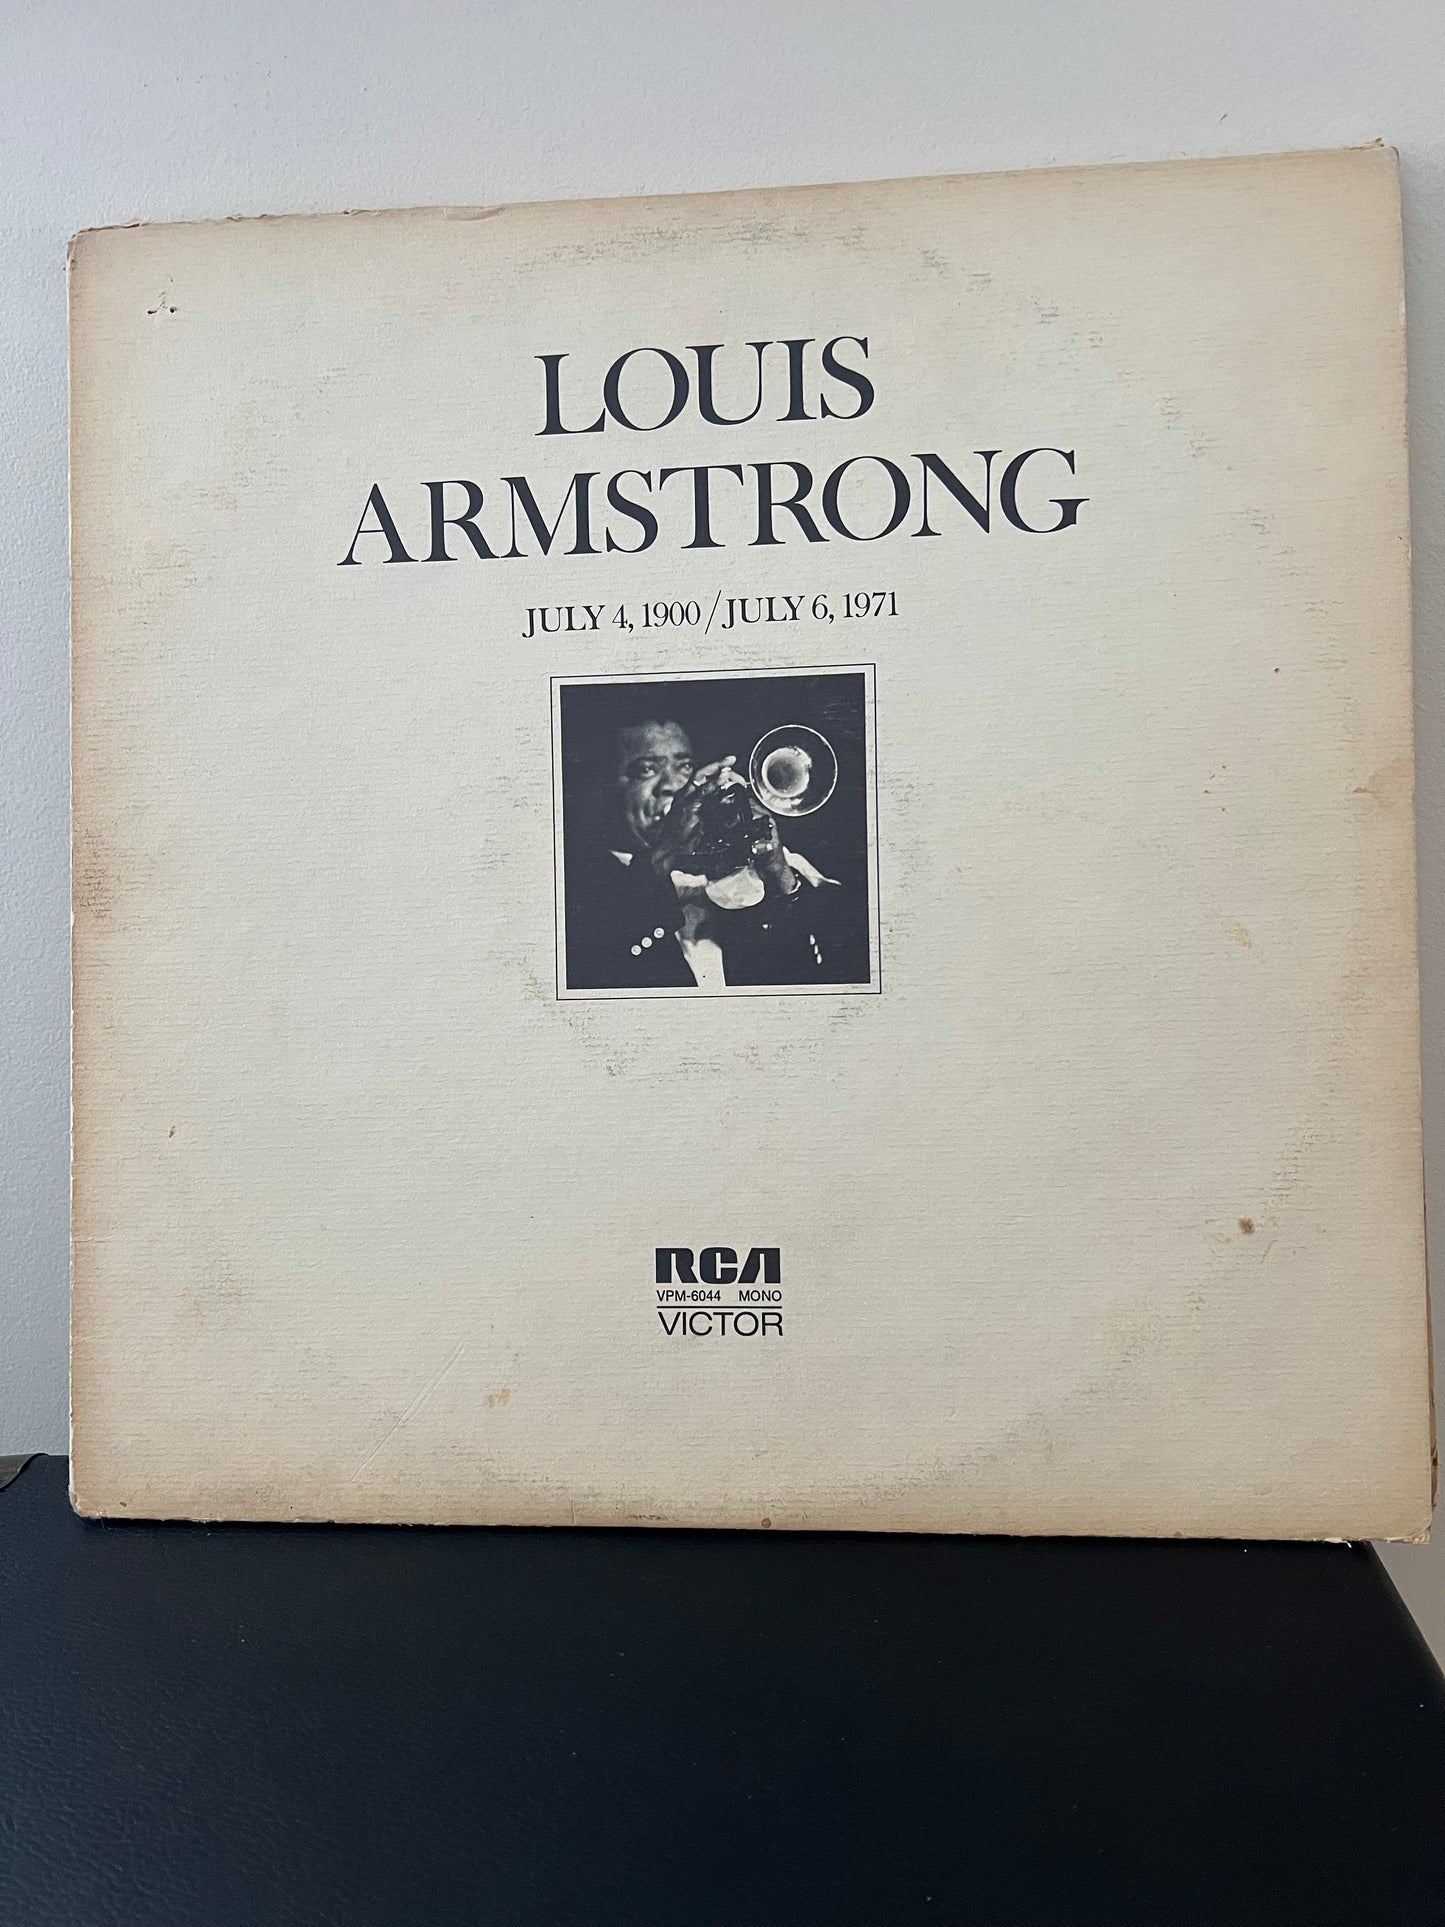 LOUIS
ARMSTRONG
JULY 4, 1900/JULY 6, 1971
RCA
VPM-6044 MONO
VICTOR